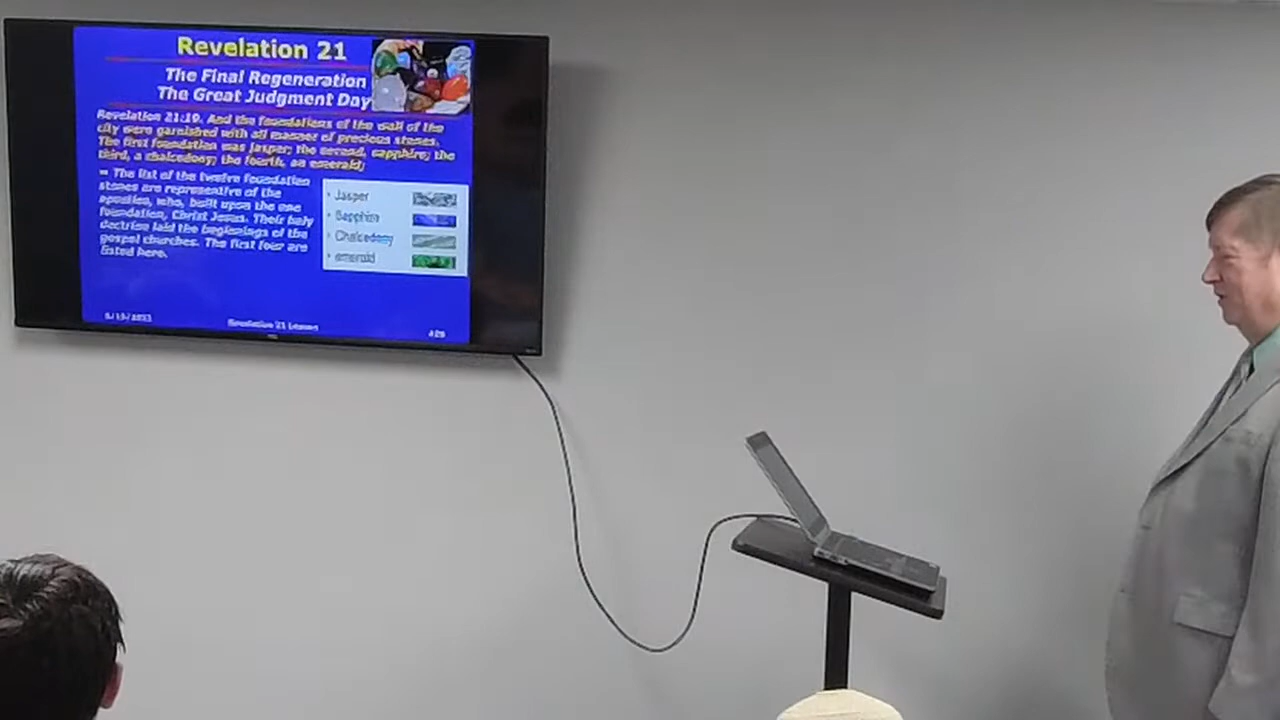 Revelation 21
The Final Regeneration
The Great Judgment Day
Revelation 21:19. And the foundations of the wall of the
city were garnished with all manner of precious stones.
The first foundation was jasper; the second, sapphire; the
third, a chalcedony; the fourth, an emerald;
The list of the twelve foundation
stones are representative of the
apostles, who, built upon the one
foundation, Christ Jesus. Their holy
doctrine laid the beginnings of the
gospel churches. The first four are
listed here.
Jasper
Sapphire
Chalcedony
emerald
Revelation 21 Lesson